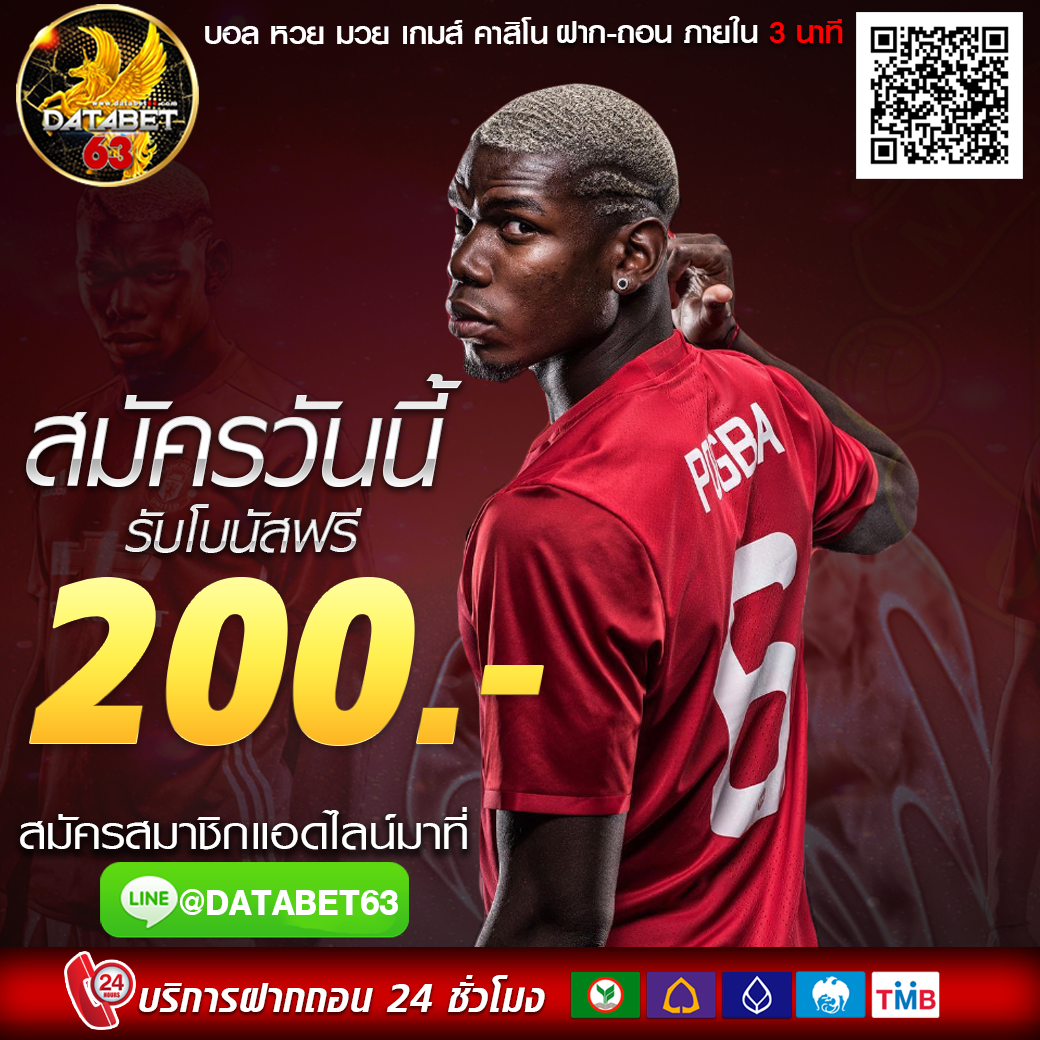 บอล หวย มวย เกมส์ คาสิโน ฝาก-ถอน ภายใน 3 นาที
DATABET
63
สมัครวันนี้
รับโบนัสฟรี
200.-
POGBA
6
สมัครสมาชิกแอดไลน์มาที่
LINE @DATABET63
24
HOURS
บริการฝากถอน 24 ชั่วโมง
TMB